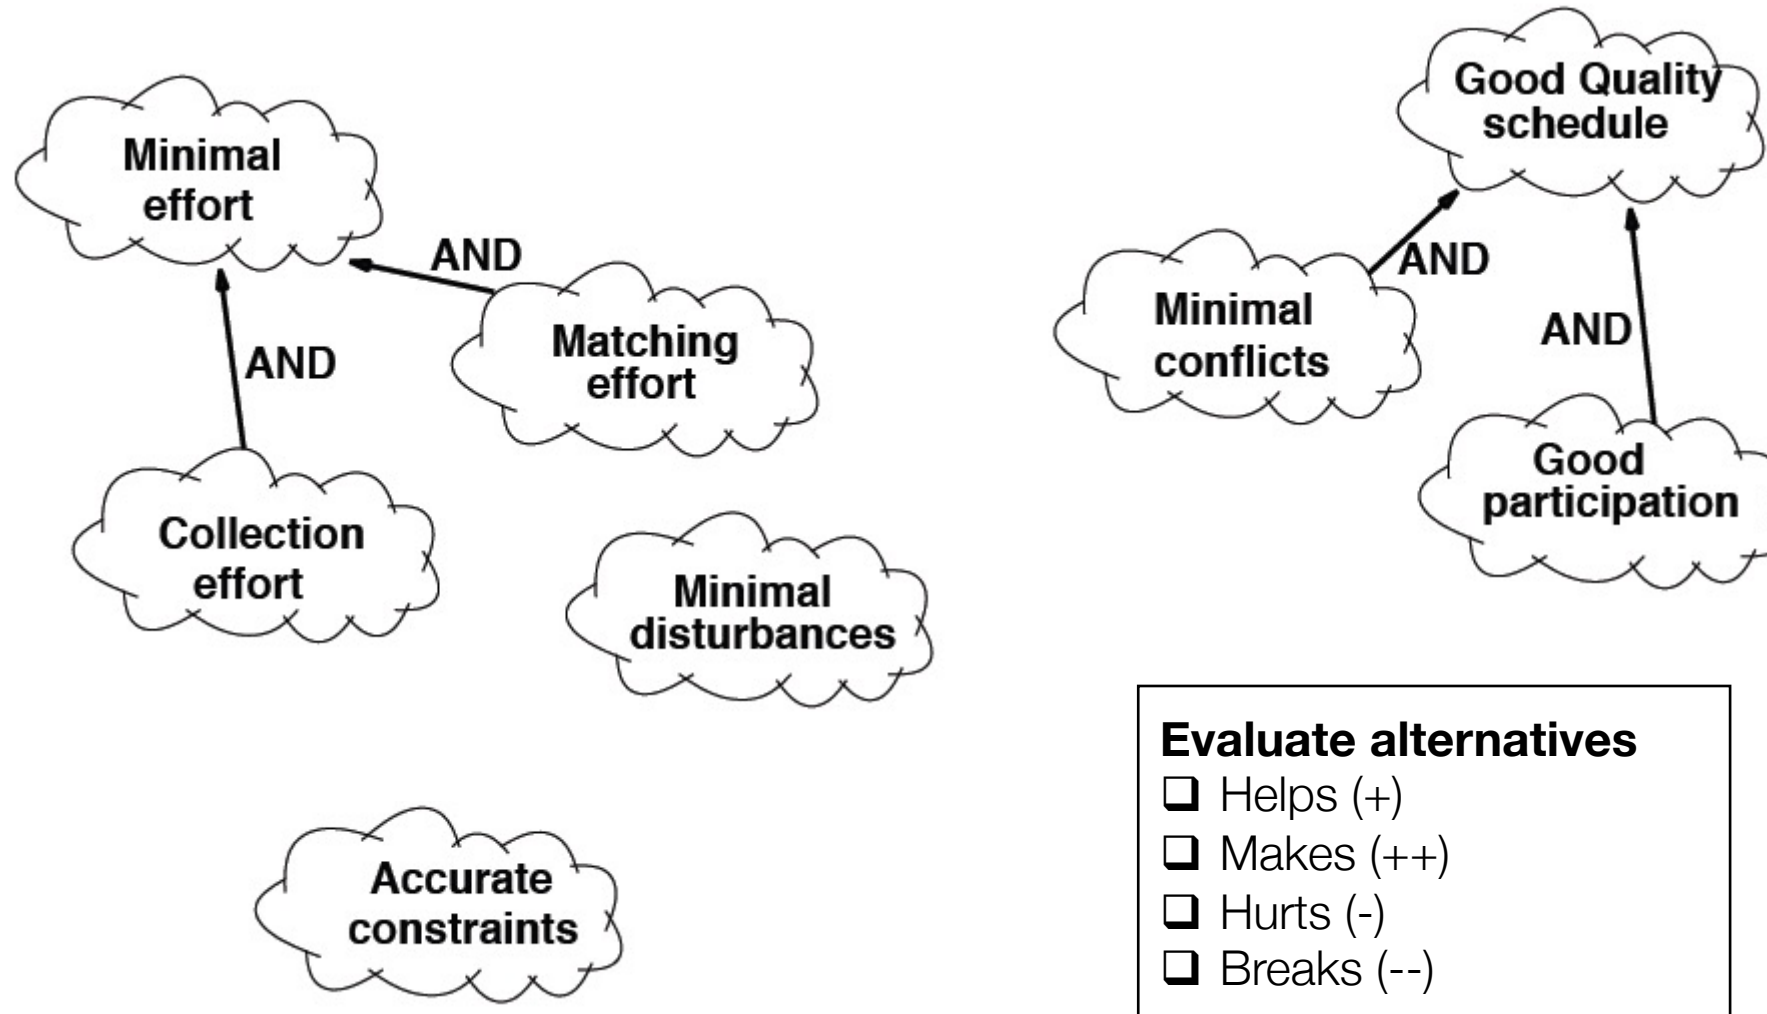 Good Quality
schedule
Minimal
effort
AND
AND
Minimal
conflicts
AND
Matching
effort
AND
Good
participation
Collection
effort
Minimal
disturbances
Evaluate alternatives
❑ Helps (+)
❑ Makes (++)
❑ Hurts (-)
❑ Breaks (--)
Accurate
constraints